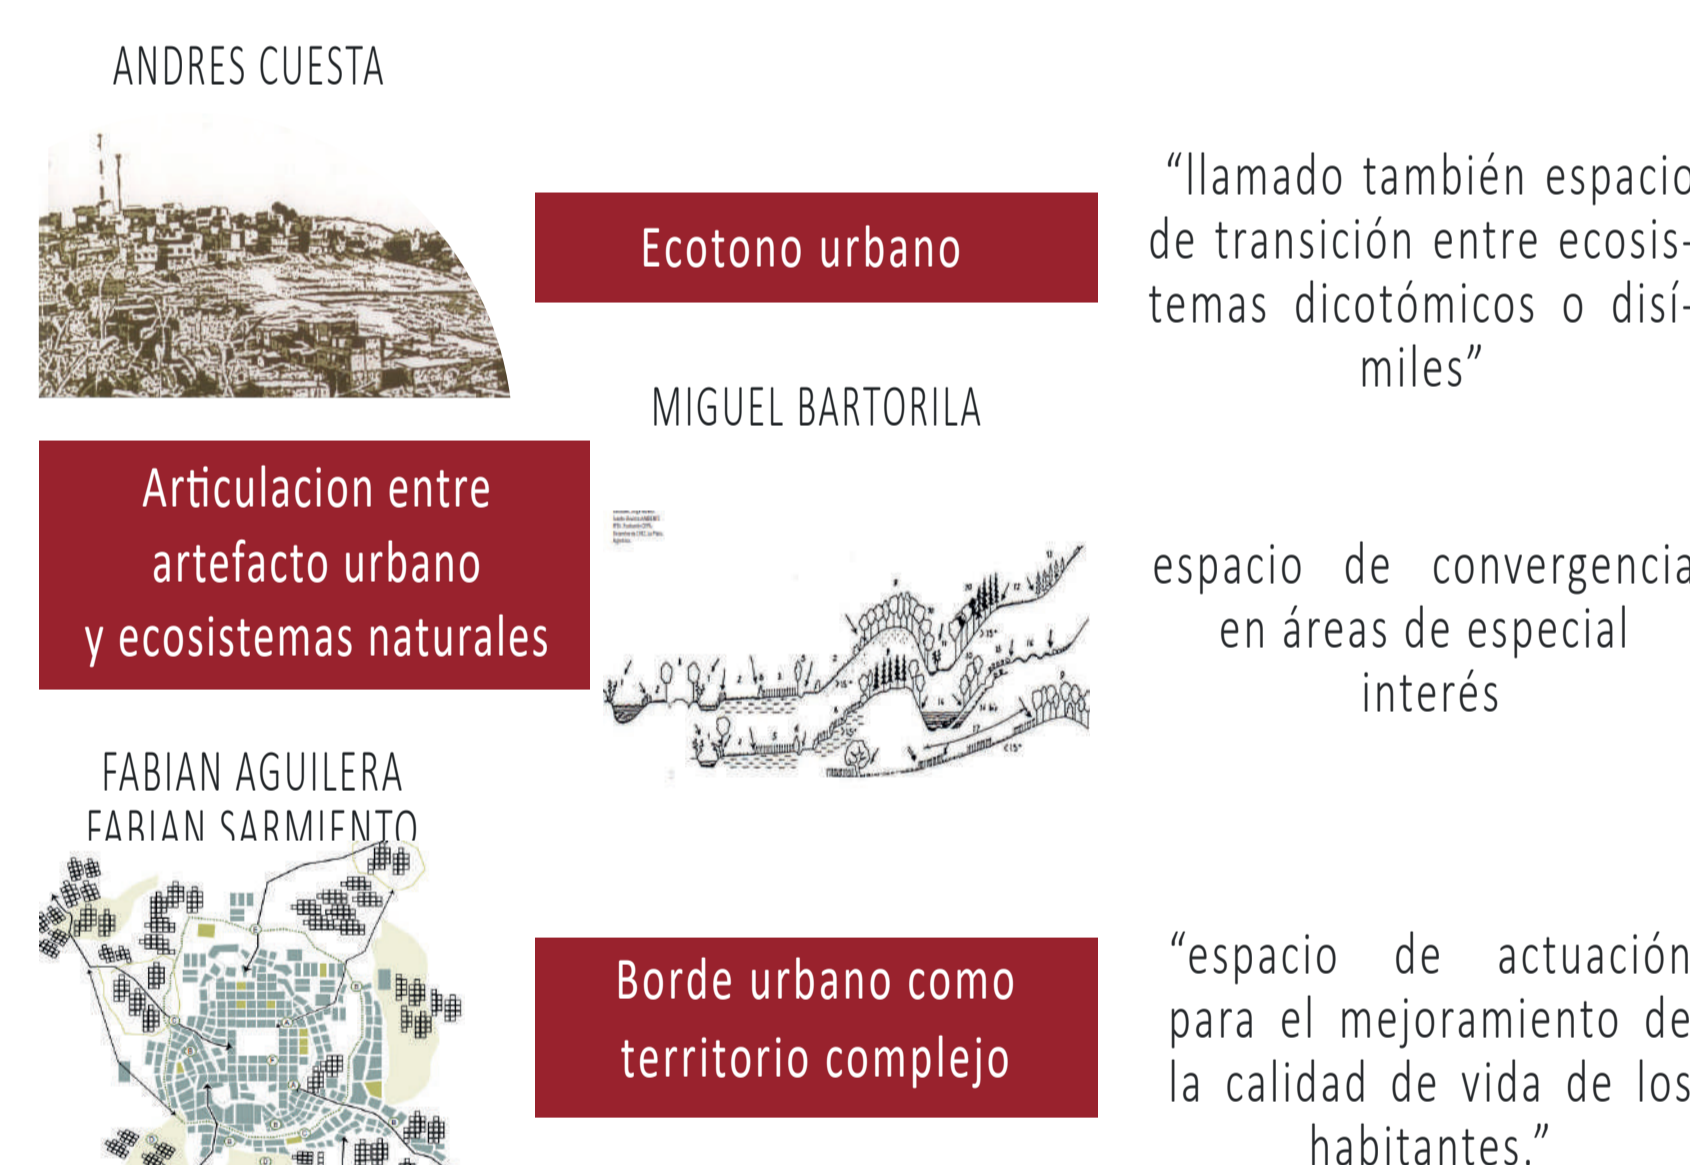 ANDRES CUESTA
Ecotono urbano
“llamado también espacio
de transición entre ecosis-
temas dicotómicos o disí-
miles”
MIGUEL BARTORILA
Articulacion entre
artefacto urbano
y ecosistemas naturales
espacio de convergencia
en áreas de especial
interés
FABIAN AGUILERA
FABIAN SARMIENTO
Borde urbano como
territorio complejo
“espacio de actuación
para el mejoramiento de
la calidad de vida de los
habitantes.”